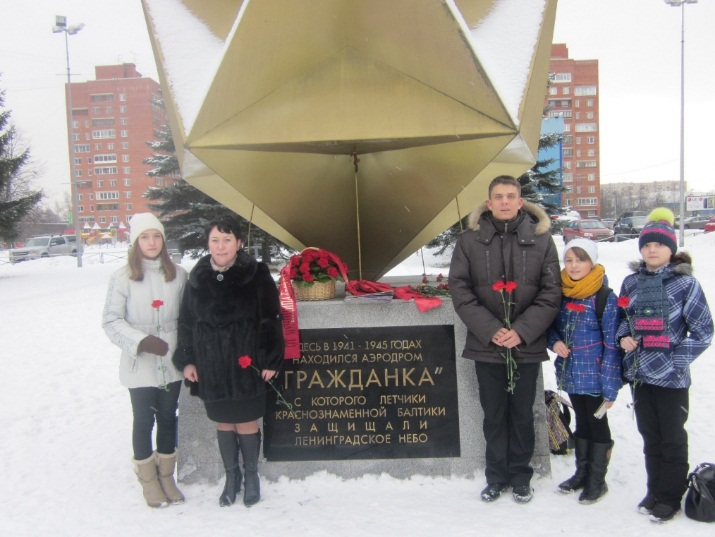 ЗДЕСЬ В 1941 - 1945 ГОДАХ
НАХОДИЛСЯ АЭРОДРОМ
"ГРАЖДАНКА"
С КОТОРОГО ЛЕТЧИКИ
КРАСНОЗНАМЕННОЙ БАЛТИКИ
ЗАЩИЩАЛИ
ЛЕНИНГРАДСКОЕ НЕБО